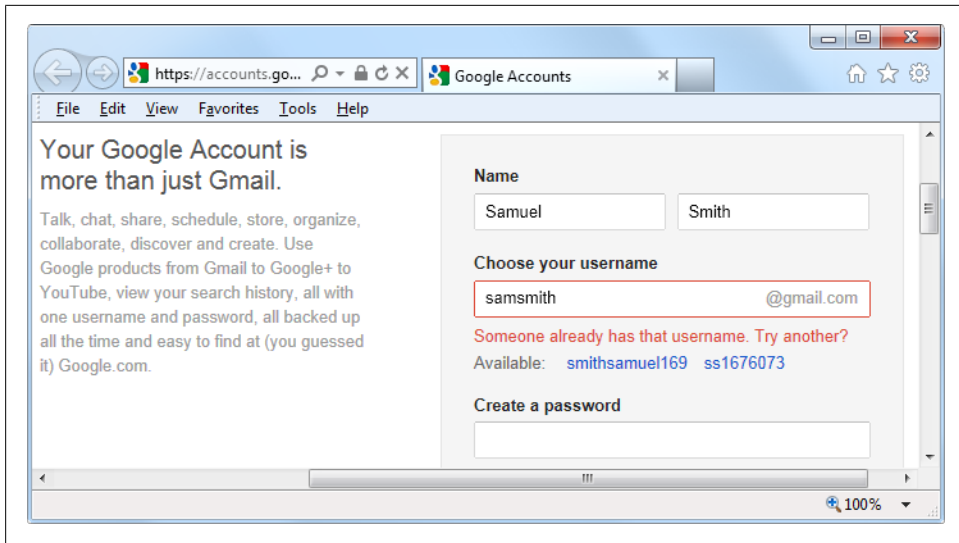 https://accounts.go...
Google Accounts
File Edit View Favorites Tools Help
Your Google Account is
more than just Gmail.
Talk, chat, share, schedule, store, organize,
collaborate, discover and create. Use
Google products from Gmail to Google+ to
YouTube, view your search history, all with
one username and password, all backed up
all the time and easy to find at (you guessed
it) Google.com.
Name
Samuel Smith
Choose your username
samsmith @gmail.com
Someone already has that username. Try another?
Available: smithsamuel169 ss1676073
Create a password
100%